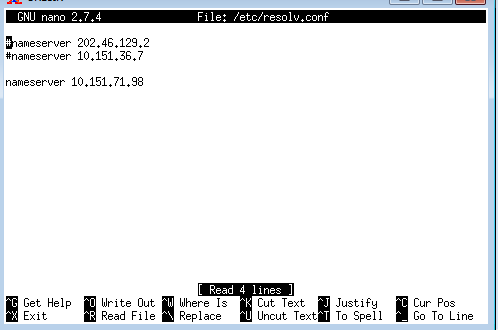 GNU nano 2.7.4 File: /etc/resolv.conf
#nameserver 202.46.129.2
#nameserver 10.151.36.7
nameserver 10.151.71.98
[ Read 4 lines ]
^G Get Help ^O Write Out ^W Where Is ^K Cut Text ^J Justify ^C Cur Pos
^X Exit ^R Read File ^\ Replace ^U Uncut Text ^T To Spell ^_ Go To Line